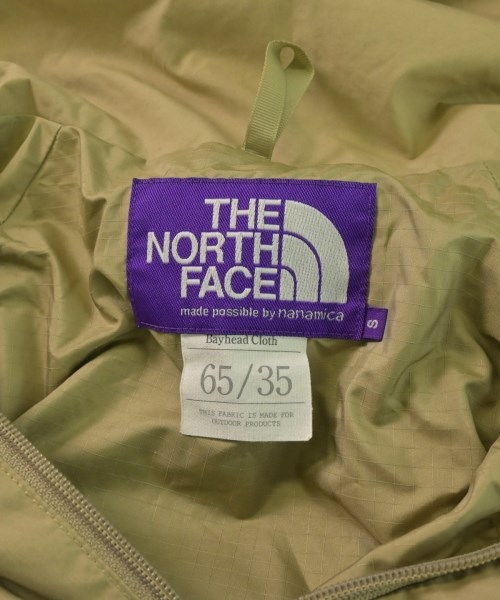 THE
NORTH
FACE
made possible by nanamica
S
Bayhead Cloth
65/35
THIS FABRIC IS MADE FOR
OUTDOOR PRODUCTS